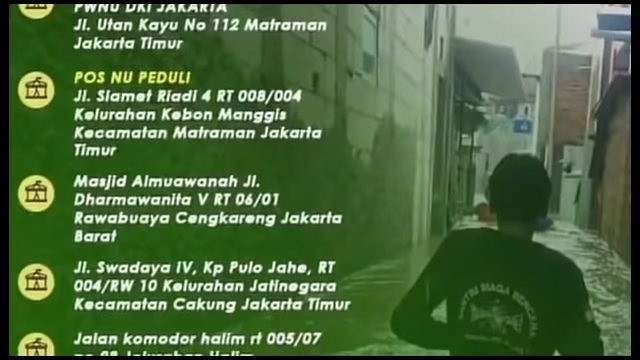 PWNU DKI JAKARTA
Jl. Utan Kayu No 112 Matraman
Jakarta Timur
POS NU PEDULI
Jl. Slamet Riadi 4 RT 008/004
Kelurahan Kebon Manggis
Kecamatan Matraman Jakarta
Timur
Masjid Almuawanah Jl.
Dharmawanita V RT 06/01
Rawabuaya Cengkareng Jakarta
Barat
Jl. Swadaya IV, Kp Pulo Jahe, RT
004/RW 10 Kelurahan Jatinegara
Kecamatan Cakung Jakarta Timur
Jalan komodor halim rt 005/07
Halim
SIAGA